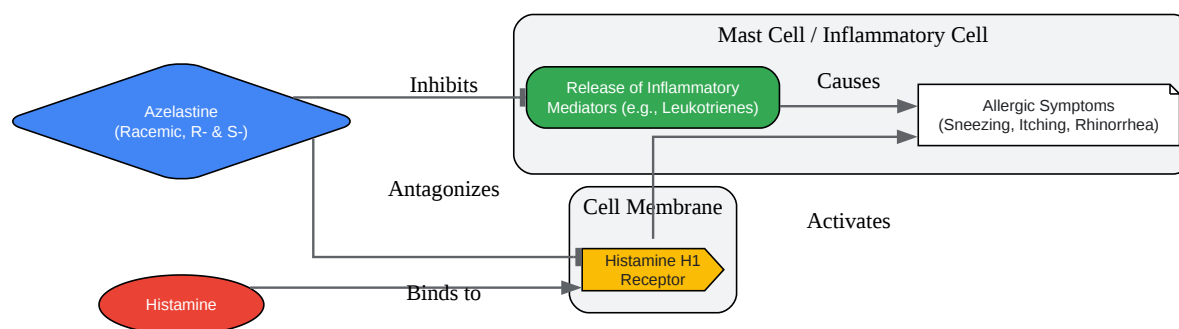 Mast Cell / Inflammatory Cell
Azelastine
(Racemic, R- & S-)
Inhibits
Release of Inflammatory
Mediators (e.g., Leukotrienes)
Causes
Allergic Symptoms
(Sneezing, Itching, Rhinorrhea)
Antagonizes
Cell Membrane
Activates
Histamine H1
Receptor
Histamine
Binds to